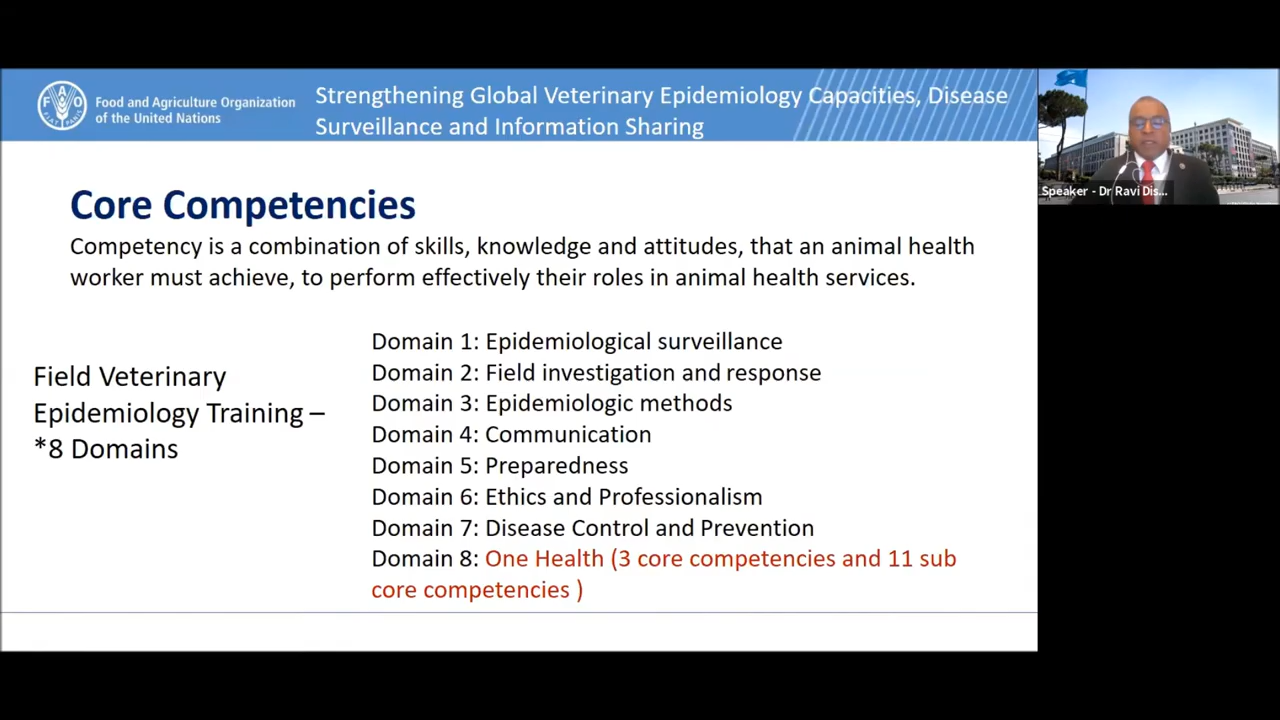 Food and Agriculture Organization
of the United Nations
Strengthening Global Veterinary Epidemiology Capacities, Disease
Surveillance and Information Sharing
Speaker - Dr Ravi Dis...
Core Competencies
Competency is a combination of skills, knowledge and attitudes, that an animal health
worker must achieve, to perform effectively their roles in animal health services.
Field Veterinary
Epidemiology Training –
*8 Domains
Domain 1: Epidemiological surveillance
Domain 2: Field investigation and response
Domain 3: Epidemiologic methods
Domain 4: Communication
Domain 5: Preparedness
Domain 6: Ethics and Professionalism
Domain 7: Disease Control and Prevention
Domain 8: One Health (3 core competencies and 11 sub
core competencies )